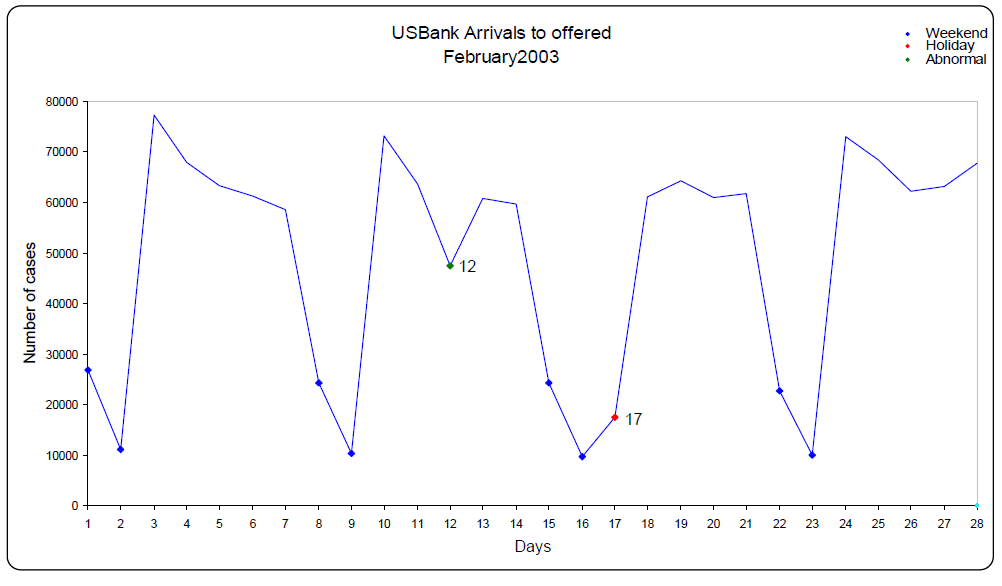 USBank Arrivals to offered
February2003
Weekend
Holiday
Abnormal
Number of cases
80000
70000
60000
50000
40000
30000
20000
10000
0
12
17
1 2 3 4 5 6 7 8 9 10 11 12 13 14 15 16 17 18 19 20 21 22 23 24 25 26 27 28
Days